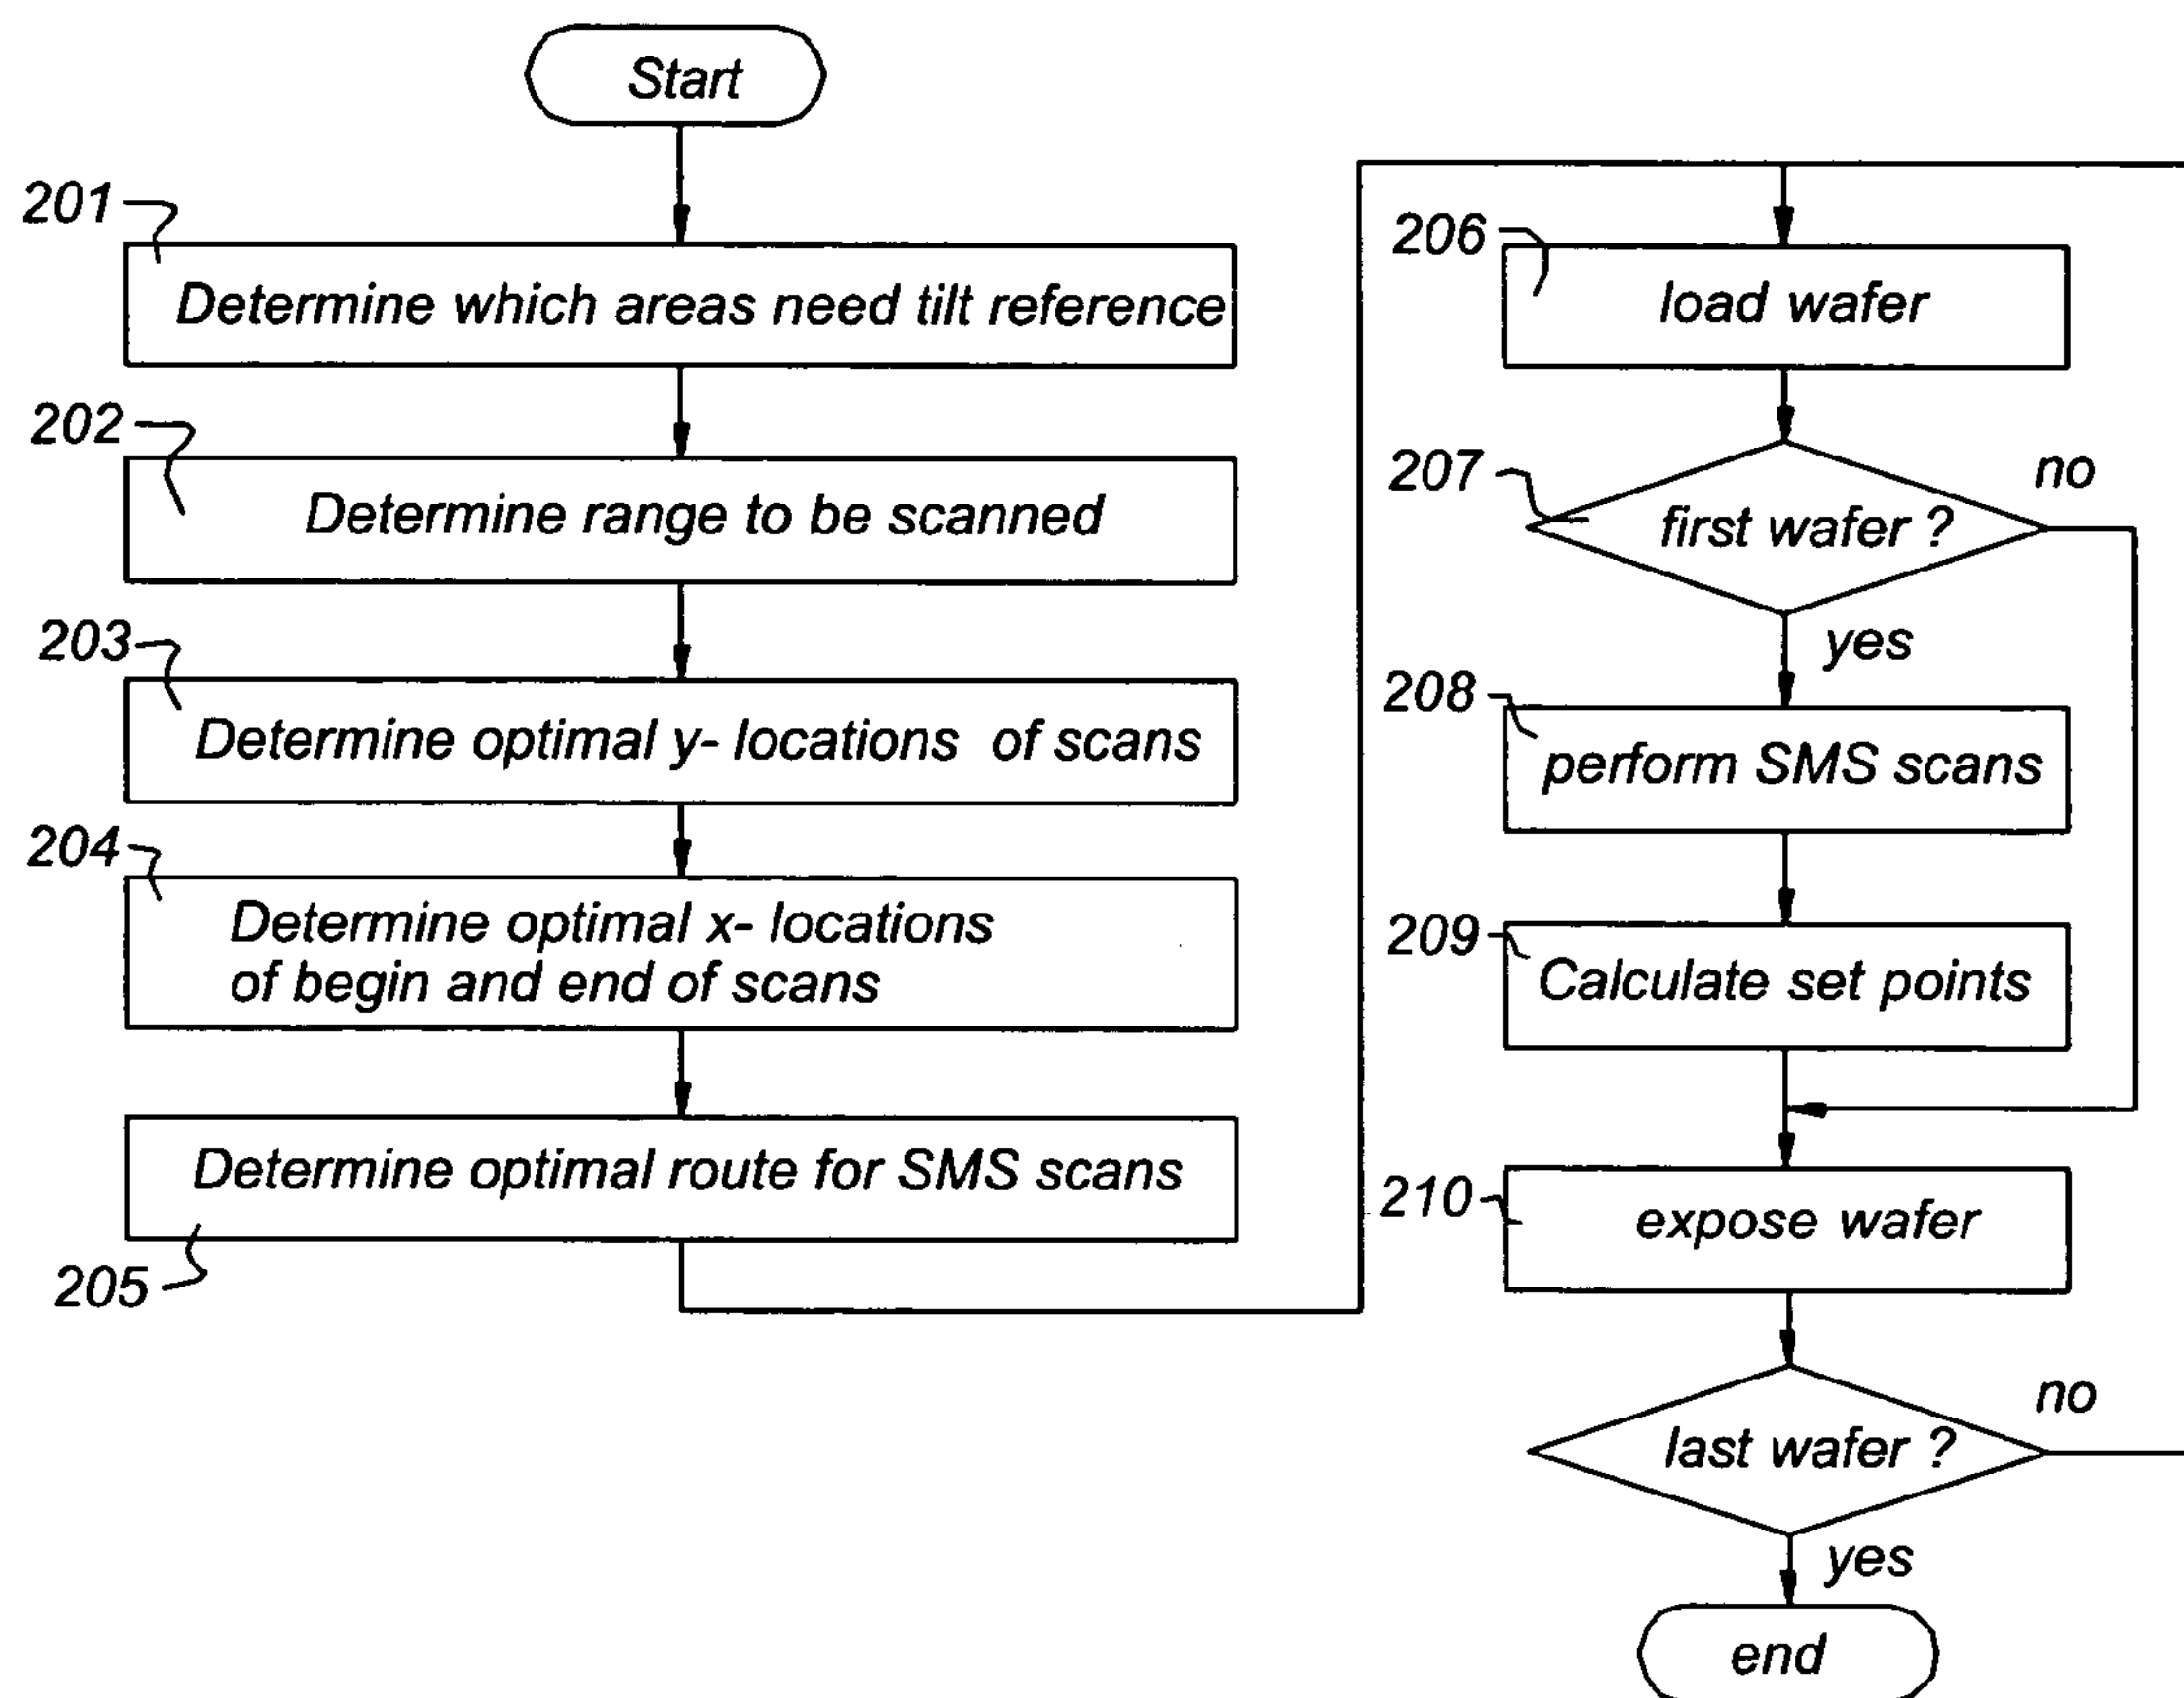 Start
201
Determine which areas need tilt reference
202
Determine range to be scanned
203
Determine optimal y- locations of scans
204
Determine optimal x- locations
of begin and end of scans
Determine optimal route for SMS scans
205
206
load wafer
207
first wafer ?
no
yes
208
perform SMS scans
209
Calculate set points
210
expose wafer
last wafer ?
no
yes
end